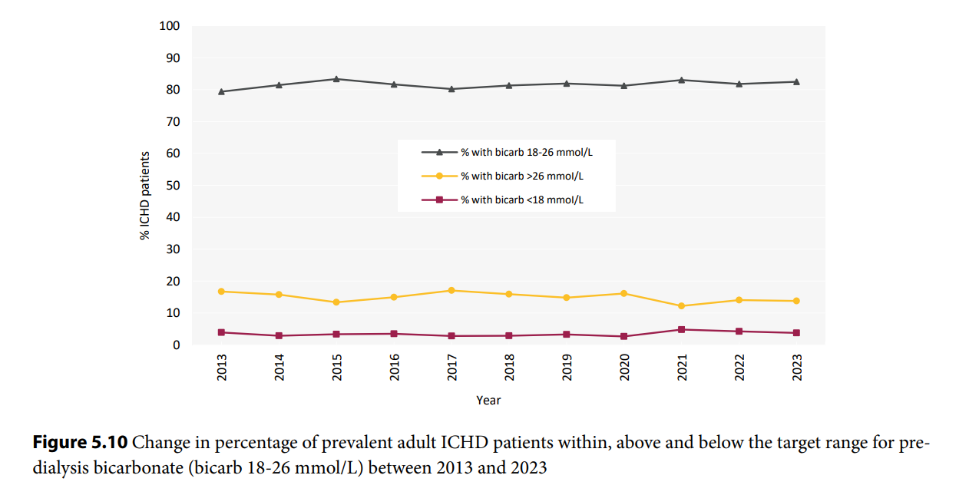 100
90
80
70
60
50
40
30
20
10
0
% ICHD patients
% with bicarb 18-26 mmol/L
% with bicarb >26 mmol/L
% with bicarb <18 mmol/L
2013 2014 2015 2016 2017 2018 2019 2020 2021 2022 2023
Year
Figure 5.10 Change in percentage of prevalent adult ICHD patients within, above and below the target range for pre-
dialysis bicarbonate (bicarb 18-26 mmol/L) between 2013 and 2023